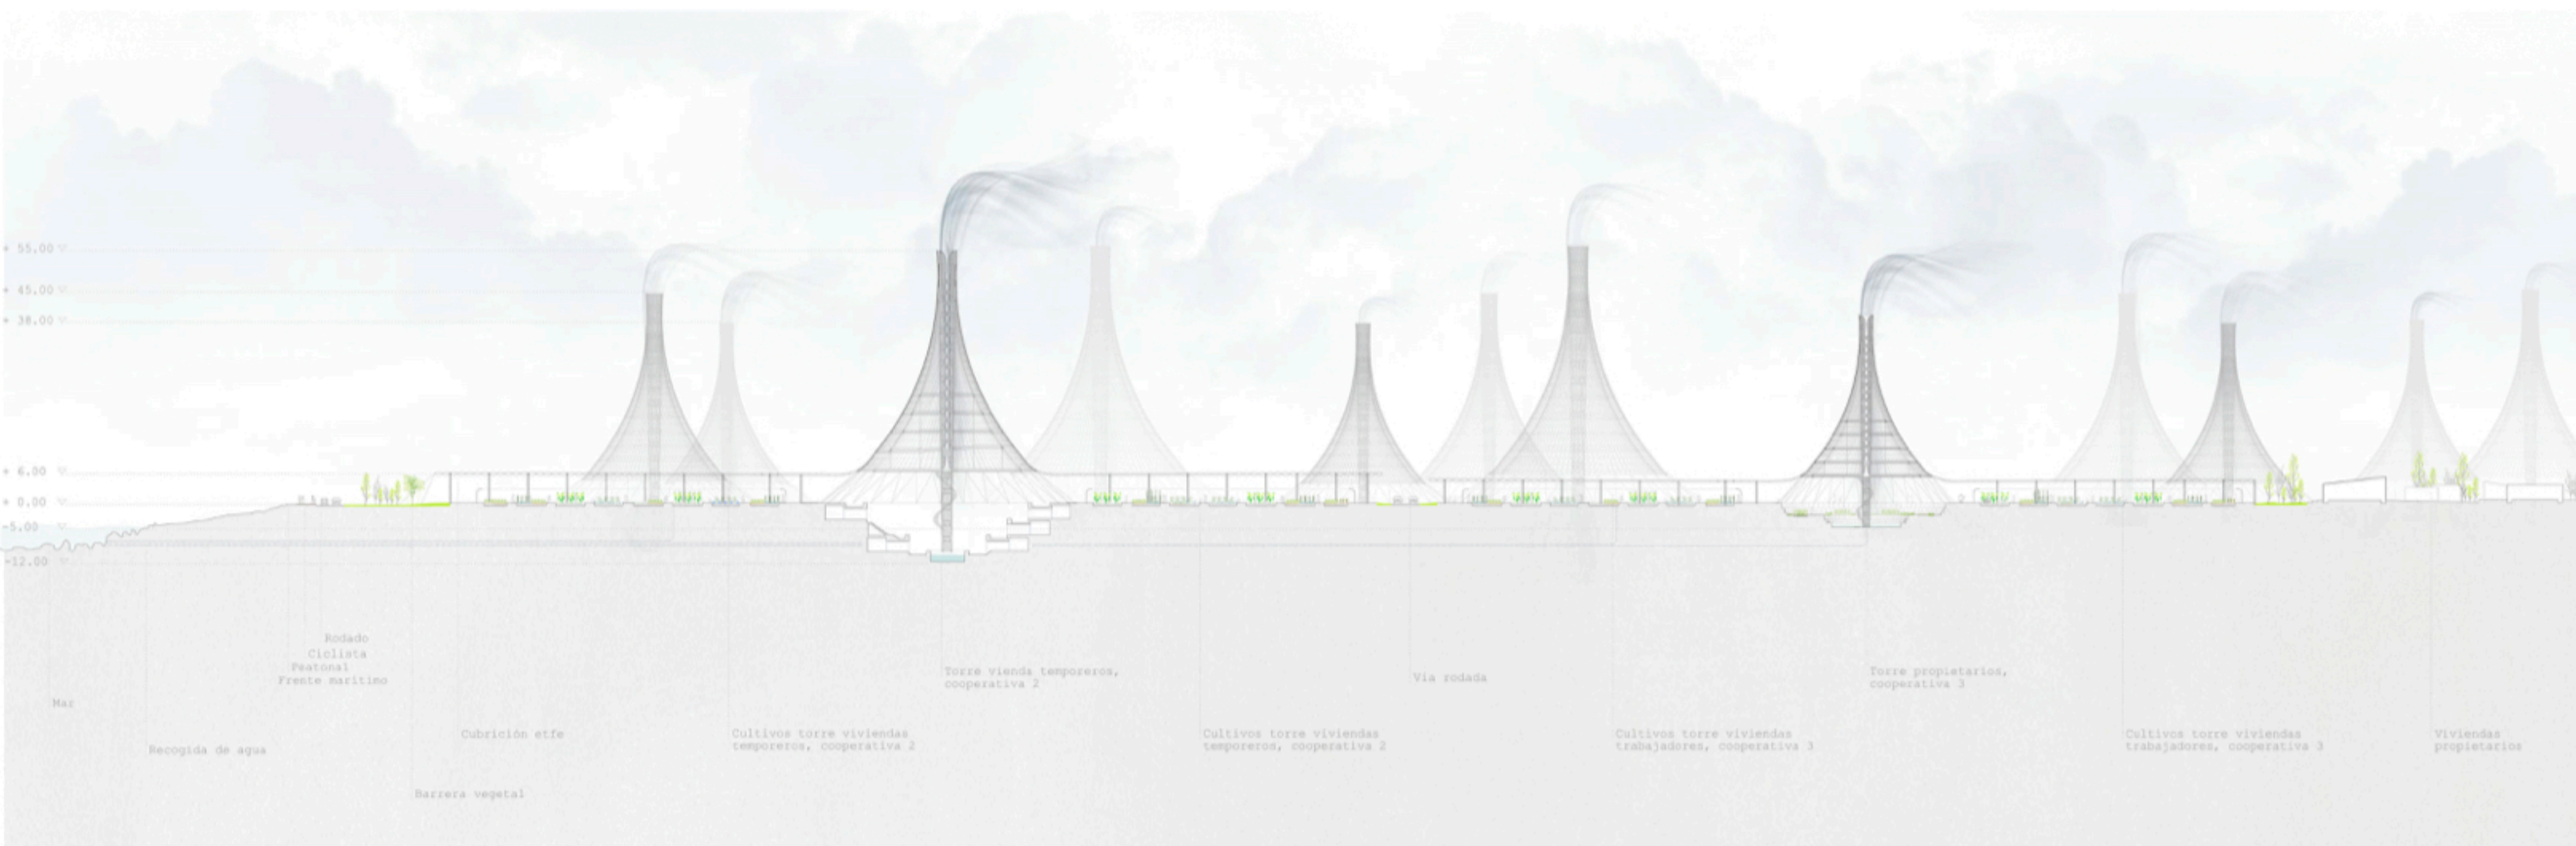 + 55.00
+ 45.00
+ 38.00
+ 6.00
+ 0.00
-5.00
-12.00
Rodado
Ciclista
Peatonal
Frente marítimo
Mar
Recogida de agua
Barrera vegetal
Cubrición etfe
Cultivos torre viviendas
temporeros, cooperativa 2
Torre vienda temporeros,
cooperativa 2
Cultivos torre viviendas
temporeros, cooperativa 2
Vía rodada
Cultivos torre viviendas
trabajadores, cooperativa 3
Torre propietarios,
cooperativa 3
Cultivos torre viviendas
trabajadores, cooperativa 3
Viviendas
propietarios